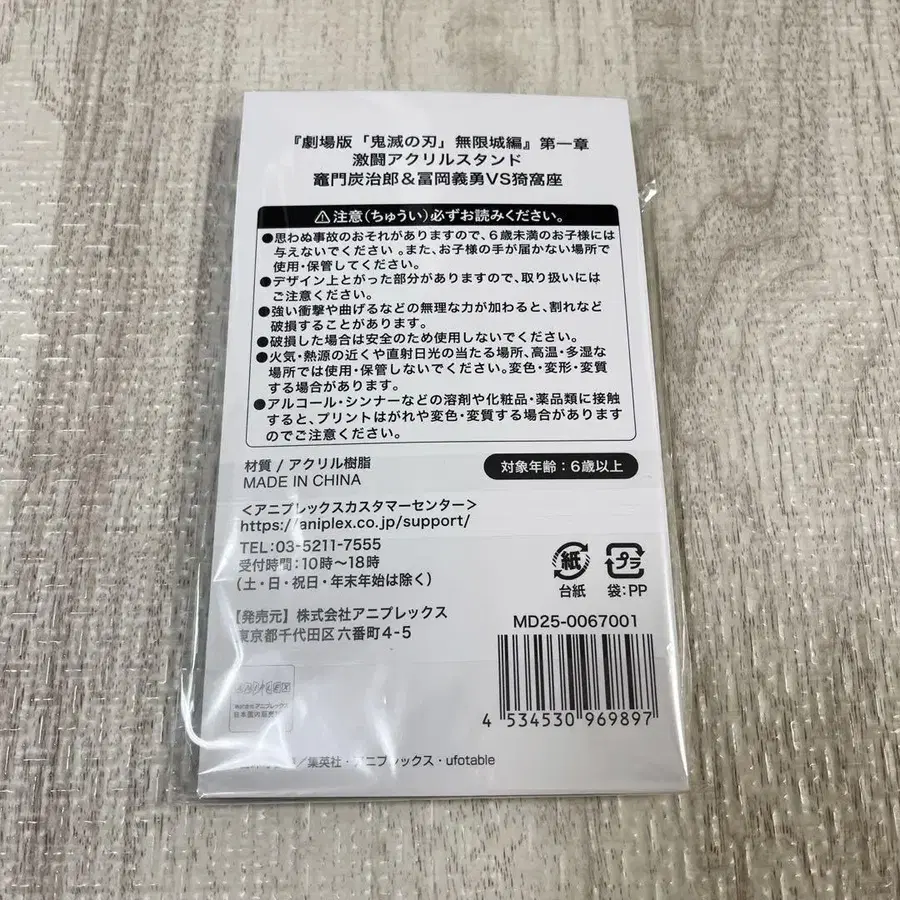 『劇場版「鬼滅の刃」無限城編』第一章
激闘アクリルスタンド
竈門炭治郎＆冨岡義勇VS猗窩座
⚠注意(ちゅうい)必ずお読みください。
●思わぬ事故のおそれがありますので、6歳未満のお子様には
与えないでください。また、お子様の手が届かない場所で
使用・保管してください。
●デザイン上とがった部分がありますので、取り扱いには
ご注意ください。
●強い衝撃や曲げるなどの無理な力が加わると、割れなど
破損することがあります。
●破損した場合は安全のため使用しないでください。
●火気・熱源の近くや直射日光の当たる場所、高温・多湿な
場所では使用・保管しないでください。変色・変形・変質
する場合があります。
●アルコール・シンナーなどの溶剤や化粧品・薬品類に接触
すると、プリントはがれや変色・変質する場合があります
のでご注意ください。
材質 / アクリル樹脂
MADE IN CHINA
対象年齢：6歳以上
＜アニプレックスカスタマーセンター＞
https://aniplex.co.jp/support/
TEL：03-5211-7555
受付時間：10時〜18時
(土・日・祝日・年末年始は除く)
紙
プラ
台紙
袋：PP
【発売元】株式会社アニプレックス
東京都千代田区六番町4-5
MD25-0067001
4 534530 969897
株式会社アニプレックス
／集英社・アニプレックス・ufotable